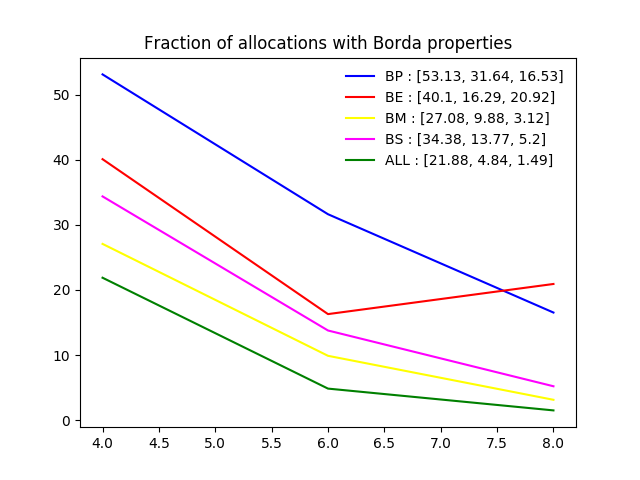 Fraction of allocations with Borda properties
BP : [53.13, 31.64, 16.53]
BE : [40.1, 16.29, 20.92]
BM : [27.08, 9.88, 3.12]
BS : [34.38, 13.77, 5.2]
ALL : [21.88, 4.84, 1.49]
50
40
30
20
10
0
4.0 4.5 5.0 5.5 6.0 6.5 7.0 7.5 8.0